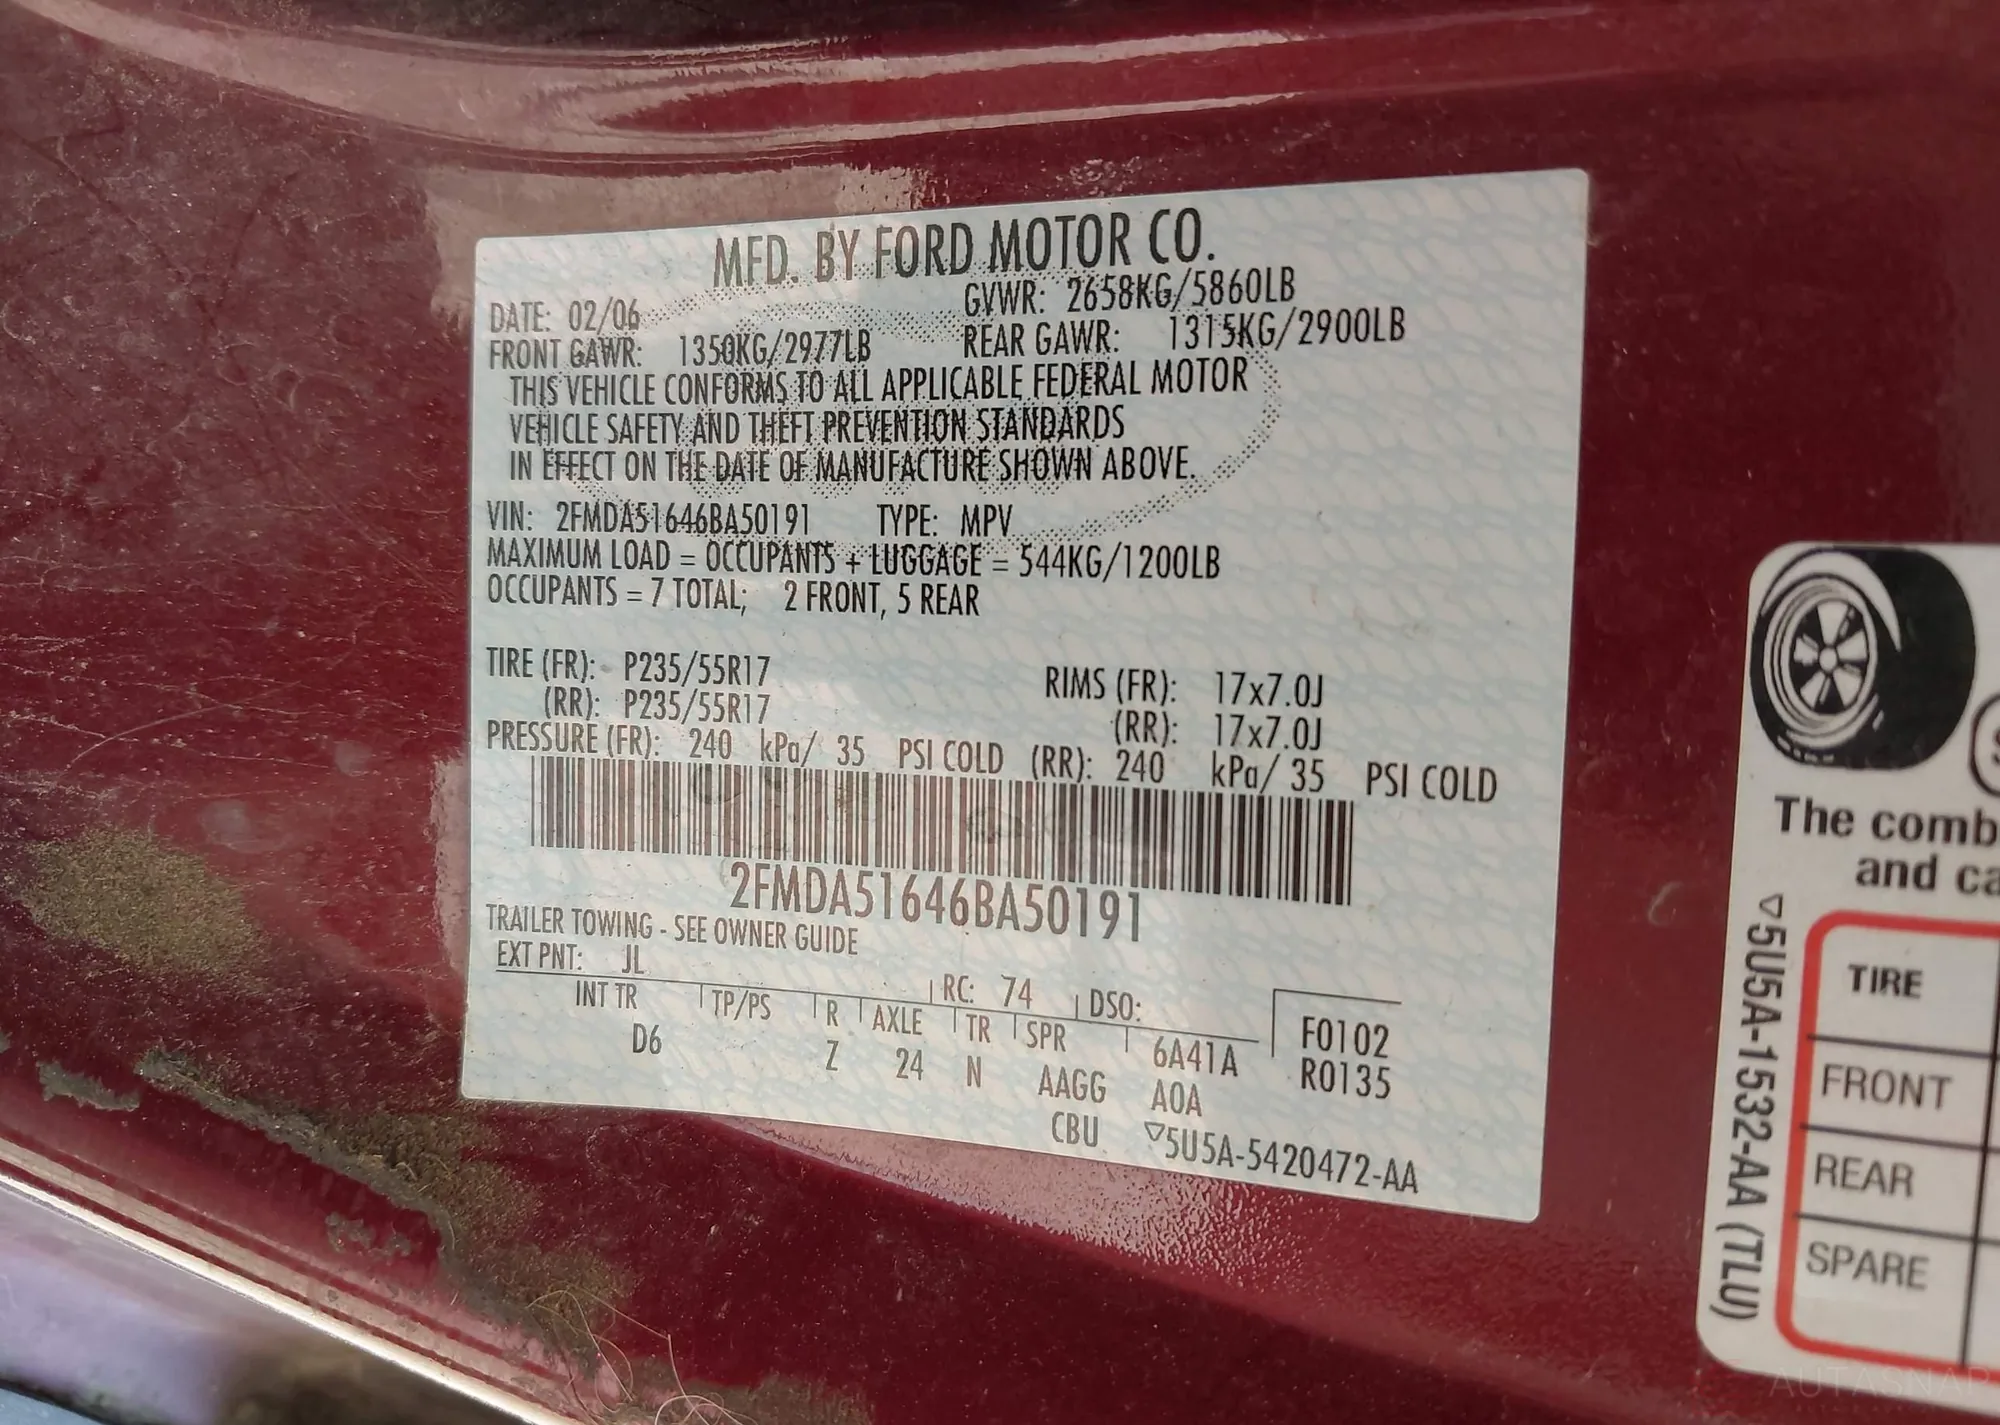 MFD. BY FORD MOTOR CO.
DATE: 02/06 GVWR: 2658KG/5860LB
FRONT GAWR: 1350KG/2977LB REAR GAWR: 1315KG/2900LB
THIS VEHICLE CONFORMS TO ALL APPLICABLE FEDERAL MOTOR
VEHICLE SAFETY AND THEFT PREVENTION STANDARDS
IN EFFECT ON THE DATE OF MANUFACTURE SHOWN ABOVE.
VIN: 2FMDA51646BA50191 TYPE: MPV
MAXIMUM LOAD = OCCUPANTS + LUGGAGE = 544KG/1200LB
OCCUPANTS = 7 TOTAL; 2 FRONT, 5 REAR
TIRE (FR): P235/55R17 RIMS (FR): 17x7.0J
(RR): P235/55R17 (RR): 17x7.0J
PRESSURE (FR): 240 kPa/ 35 PSI COLD (RR): 240 kPa/ 35 PSI COLD
2FMDA51646BA50191
TRAILER TOWING - SEE OWNER GUIDE
EXT PNT: JL RC: 74 DSO:
INT TR TP/PS R AXLE TR SPR 6A41A F0102
D6 Z 24 N AAGG A0A R0135
CBU ▽5U5A-5420472-AA
The comb
and ca
▽5U5A-1532-AA (TLU)
TIRE
FRONT
REAR
SPARE
AUTASNAP